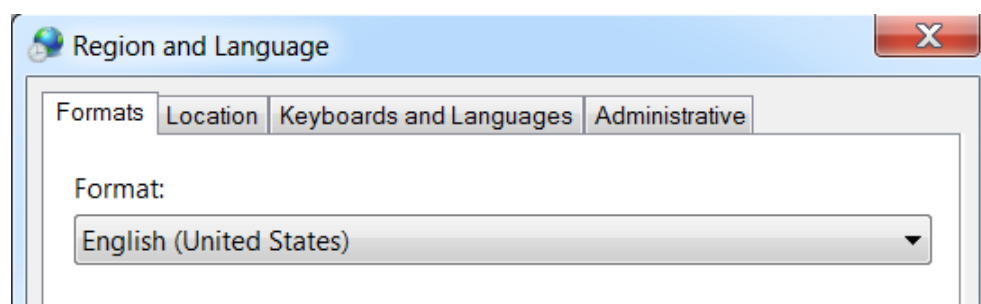 Region and Language
Formats Location Keyboards and Languages Administrative
Format:
English (United States)